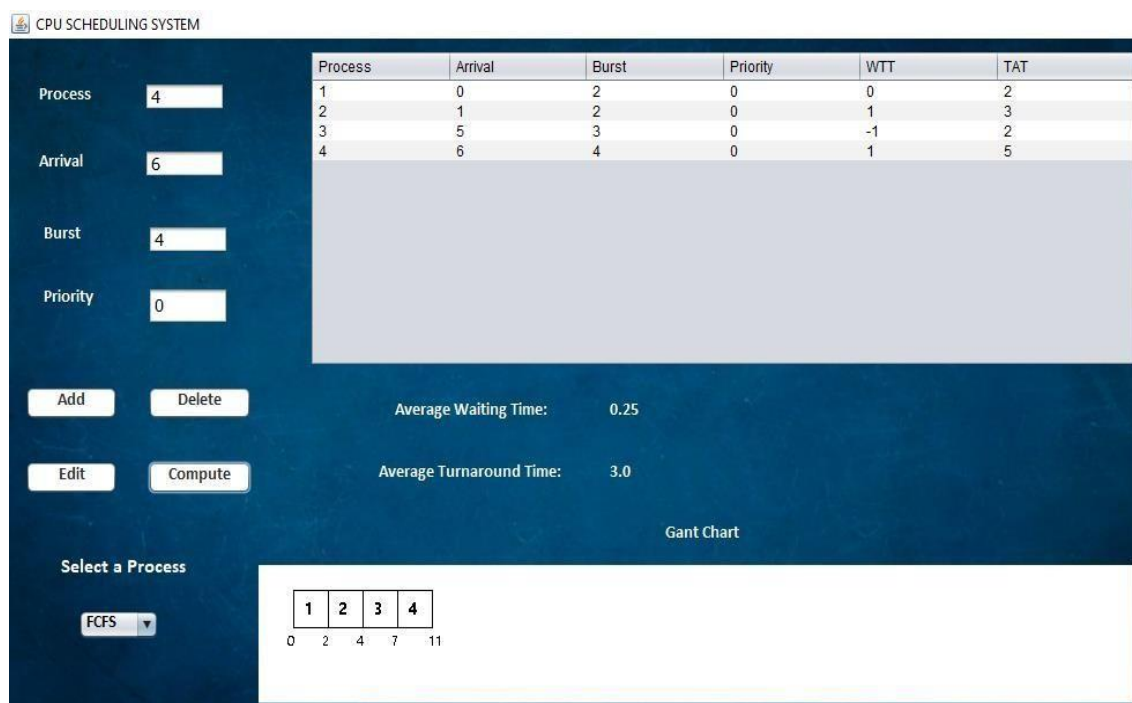 CPU SCHEDULING SYSTEM
Process Arrival Burst Priority WTT TAT
1 0 2 0 0 2
2 1 2 0 1 3
3 5 3 0 -1 2
4 6 4 0 1 5
Process 4
Arrival 6
Burst 4
Priority 0
Add Delete
Edit Compute
Average Waiting Time: 0.25
Average Turnaround Time: 3.0
Gant Chart
Select a Process
FCFS
1 2 3 4
0 2 4 7 11